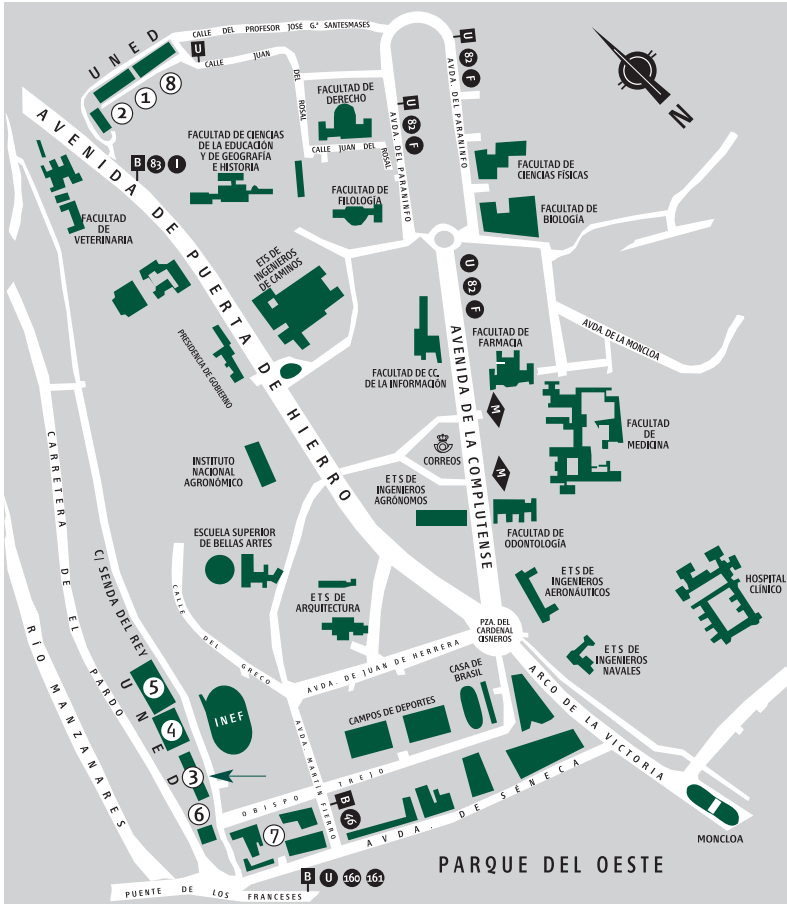 CALLE DEL PROFESOR JOSÉ G.ª SANTESMASES
UNED
U
CALLE JUAN DEL ROSAL
8
1
2
U
82
F
AVDA. DEL PARANINFO
U
82
F
AVDA. DEL PARANINFO
N
FACULTAD DE
DERECHO
CALLE JUAN DEL ROSAL
FACULTAD DE CIENCIAS
DE LA EDUCACIÓN
Y DE GEOGRAFÍA
E HISTORIA
B
83
I
AVENIDA DE PUERTA DE HIERRO
FACULTAD DE
CIENCIAS FÍSICAS
FACULTAD DE
FILOLOGÍA
FACULTAD DE
BIOLOGÍA
FACULTAD
DE
VETERINARIA
ETS DE
INGENIEROS
DE CAMINOS
U
82
F
AVENIDA DE LA COMPLUTENSE
AVDA. DE LA MONCLOA
FACULTAD DE
FARMACIA
PRESIDENCIA DE GOBIERNO
FACULTAD DE CC.
DE LA INFORMACIÓN
M
FACULTAD
DE
MEDICINA
CORREOS
M
CARRETERA DE EL PARDO
INSTITUTO
NACIONAL
AGRONÓMICO
E T S DE
INGENIEROS
AGRÓNOMOS
FACULTAD DE
ODONTOLOGÍA
ESCUELA SUPERIOR
DE BELLAS ARTES
C/ SENDA DEL REY
CALLE DEL GRECO
E T S DE
ARQUITECTURA
E T S DE
INGENIEROS
AERONÁUTICOS
HOSPITAL
CLÍNICO
PZA. DEL
CARDENAL
CISNEROS
RÍO MANZANARES
AVDA. DE JUAN DE HERRERA
E T S DE
INGENIEROS
NAVALES
UNED
5
4
3
6
INEF
CASA DE
BRASIL
CAMPOS DE DEPORTES
ARCO DE LA VICTORIA
AVDA. MARTÍN FIERRO
OBISPO TREJO
B
46
7
AVDA. DE SÉNECA
MONCLOA
PARQUE DEL OESTE
B
U
160
161
PUENTE DE LOS FRANCESES